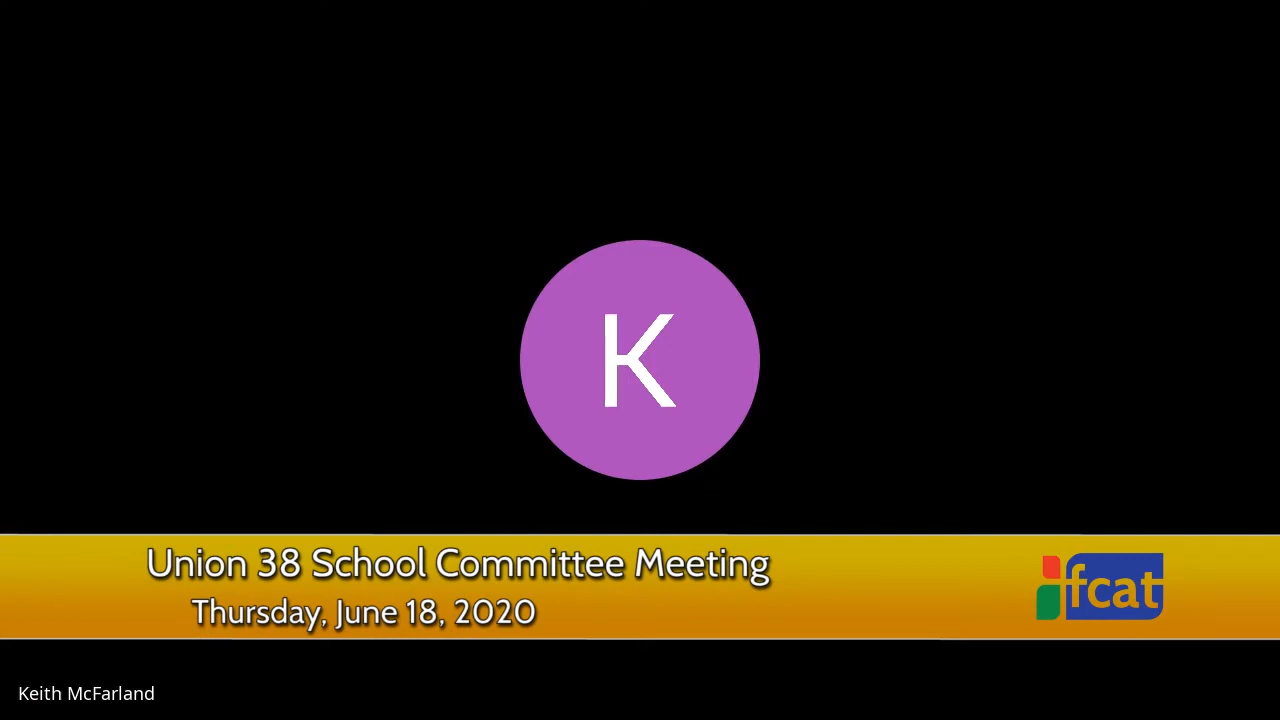 K
Union 38 School Committee Meeting
Thursday, June 18, 2020
fcat
Keith McFarland